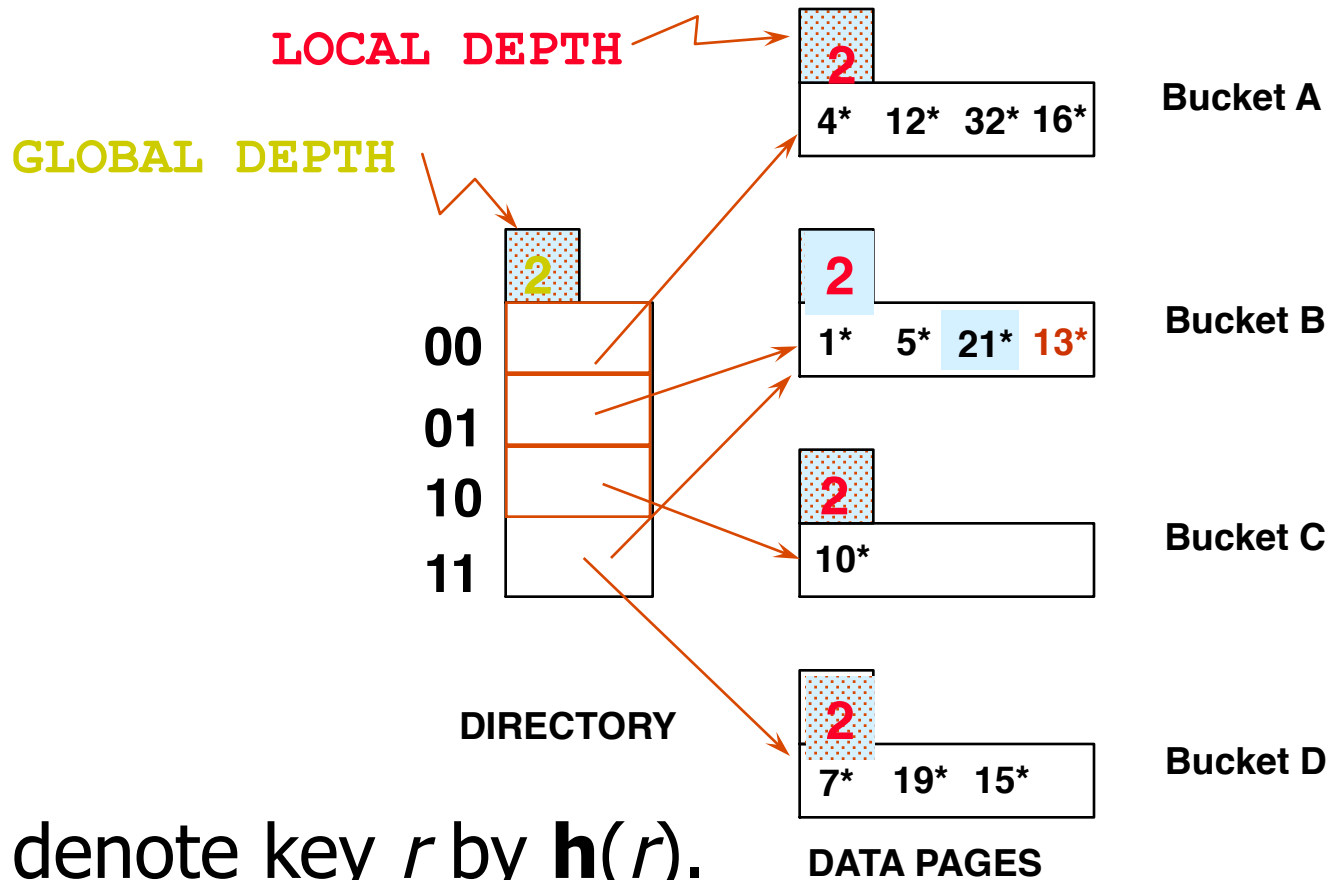 LOCAL DEPTH
2
Bucket A
4* 12* 32* 16*
GLOBAL DEPTH
2
2
00
Bucket B
1* 5* 21* 13*
01
2
10
Bucket C
10*
11
2
DIRECTORY
Bucket D
7* 19* 15*
denote key r by h(r).
DATA PAGES